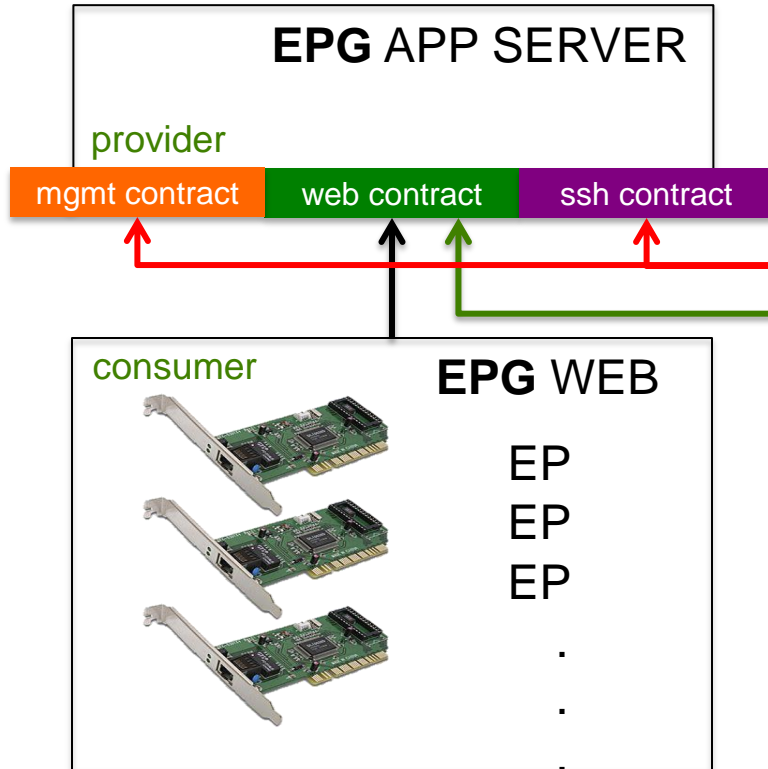 EPG APP SERVER
provider
mgmt contract web contract ssh contract
consumer
EPG WEB
EP
EP
EP
.
.
.